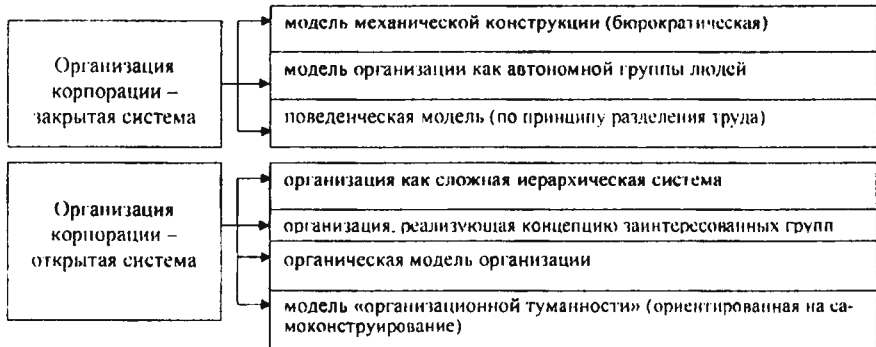 Организация
корпорации –
закрытая система
модель механической конструкции (бюрократическая)
модель организации как автономной группы людей
поведенческая модель (по принципу разделения труда)
Организация
корпорации –
открытая система
организация как сложная иерархическая система
организация, реализующая концепцию заинтересованных групп
органическая модель организации
модель «организационной туманности» (ориентированная на са-
моконструирование)